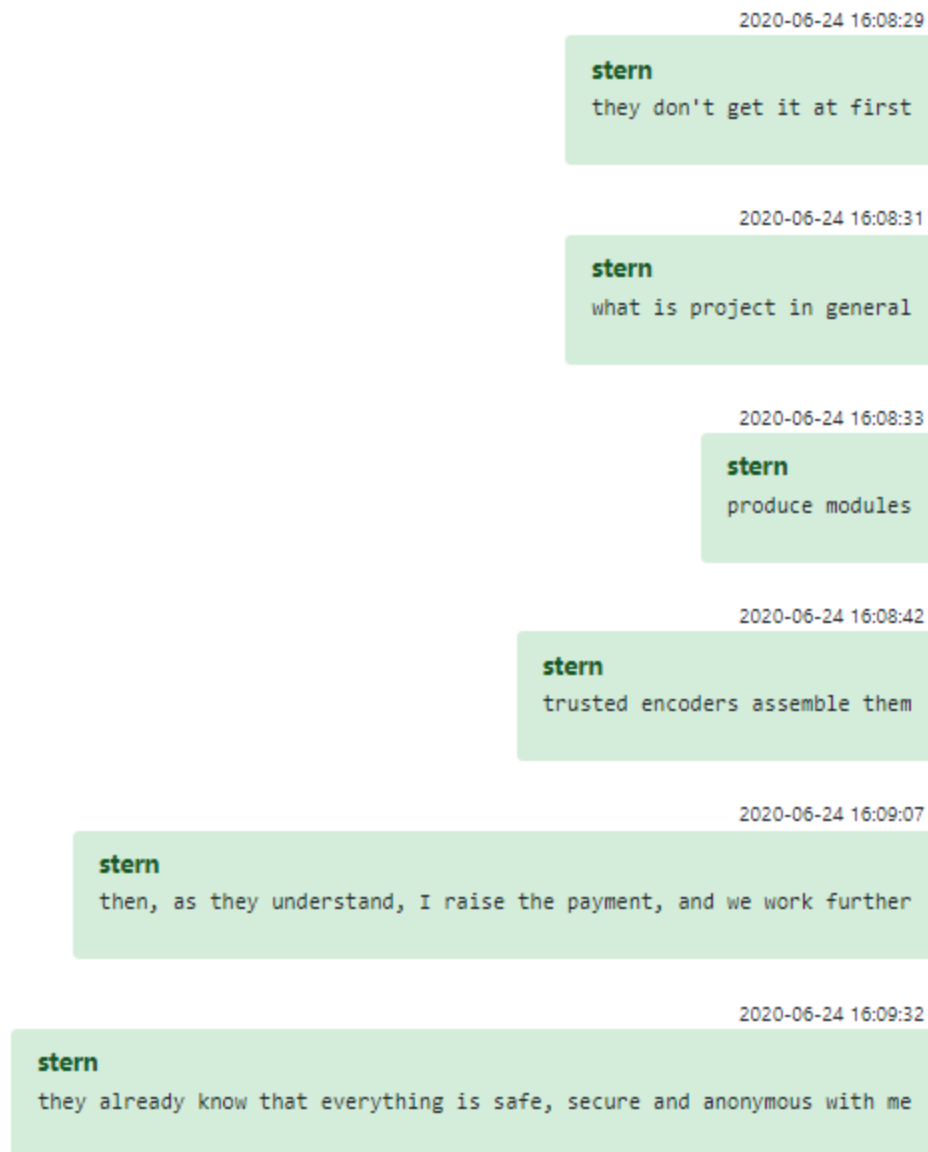 2020-06-24 16:08:29
stern
they don't get it at first
2020-06-24 16:08:31
stern
what is project in general
2020-06-24 16:08:33
stern
produce modules
2020-06-24 16:08:42
stern
trusted encoders assemble them
2020-06-24 16:09:07
stern
then, as they understand, I raise the payment, and we work further
2020-06-24 16:09:32
stern
they already know that everything is safe, secure and anonymous with me